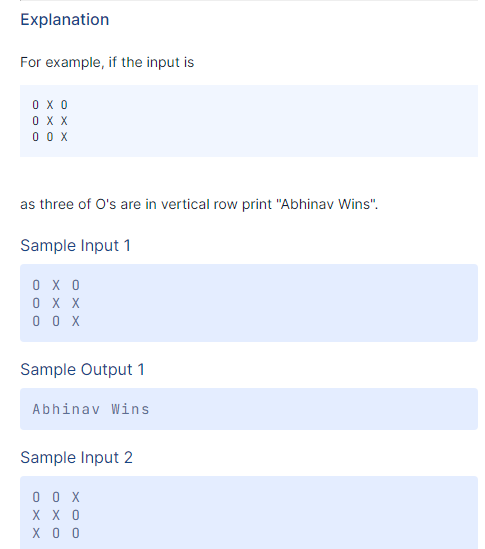 Explanation
For example, if the input is
O X O
O X X
O O X
as three of O's are in vertical row print "Abhinav Wins".
Sample Input 1
O X O
O X X
O O X
Sample Output 1
Abhinav Wins
Sample Input 2
O O X
X X O
X O O